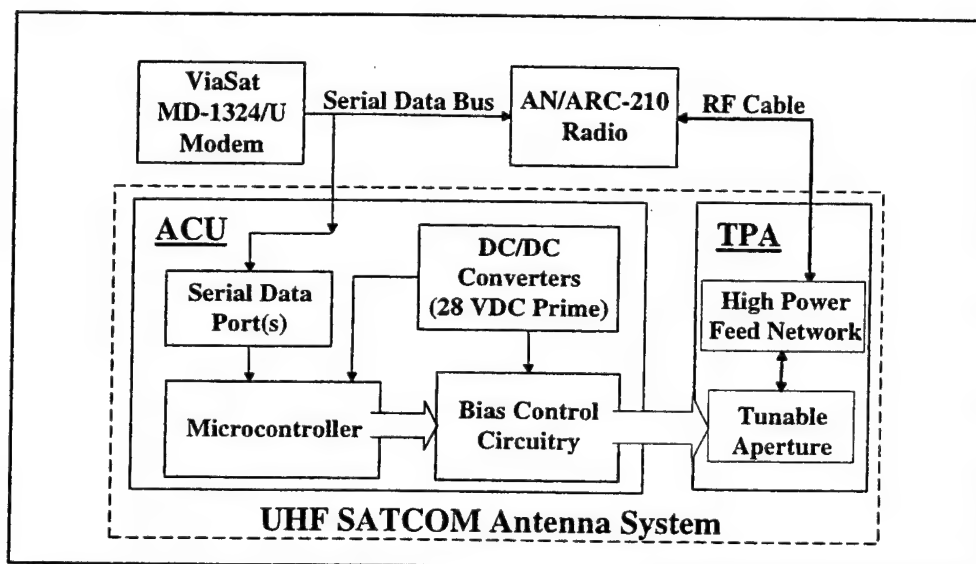 ViaSat
MD-1324/U
Modem
Serial Data Bus
AN/ARC-210
Radio
RF Cable
ACU
TPA
DC/DC
Converters
(28 VDC Prime)
Serial Data
Port(s)
High Power
Feed Network
Microcontroller
Bias Control
Circuitry
Tunable
Aperture
UHF SATCOM Antenna System